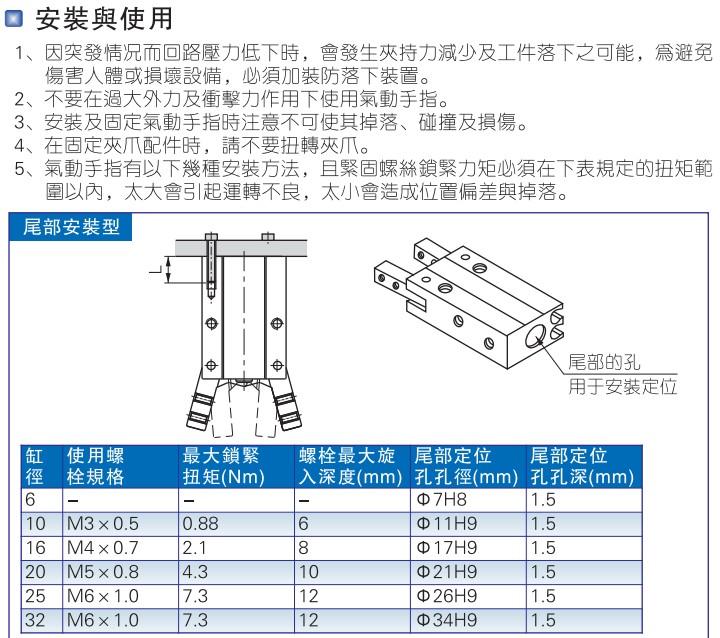 安裝與使用
1、因突發情況而回路壓力低下時，會發生夾持力減少及工件落下之可能，爲避免
傷害人體或損壞設備，必須加裝防落下裝置。
2、不要在過大外力及衝擊力作用下使用氣動手指。
3、安裝及固定氣動手指時注意不可使其掉落、碰撞及損傷。
4、在固定夾爪配件時，請不要扭轉夾爪。
5、氣動手指有以下幾種安裝方法，且緊固螺絲鎖緊力矩必須在下表規定的扭矩範
圍以內，太大會引起運轉不良，太小會造成位置偏差與掉落。
尾部安裝型
L
尾部的孔
用于安裝定位
缸 使用螺 最大鎖緊 螺栓最大旋 尾部定位 尾部定位
徑 栓規格 扭矩(Nm) 入深度(mm) 孔孔徑(mm) 孔孔深(mm)
6 – – – Φ7H8 1.5
10 M3×0.5 0.88 6 Φ11H9 1.5
16 M4×0.7 2.1 8 Φ17H9 1.5
20 M5×0.8 4.3 10 Φ21H9 1.5
25 M6×1.0 7.3 12 Φ26H9 1.5
32 M6×1.0 7.3 12 Φ34H9 1.5